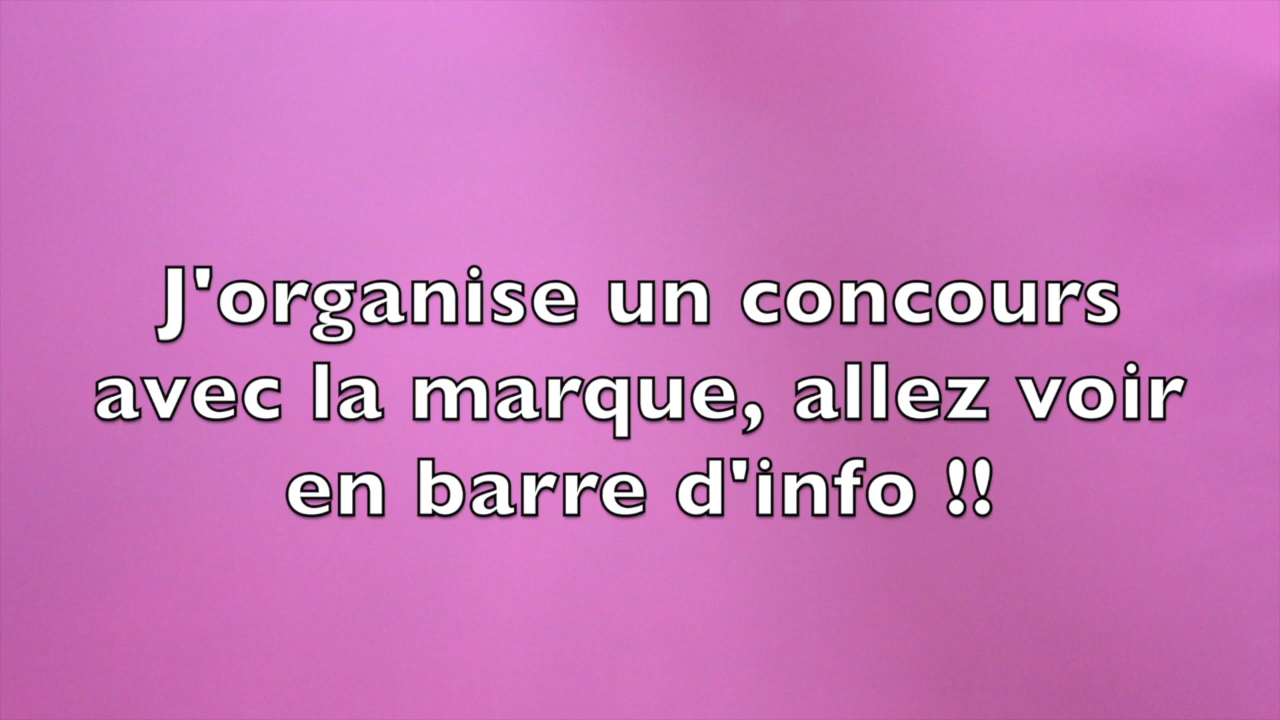 J'organise un concours
avec la marque, allez voir
en barre d'info !!